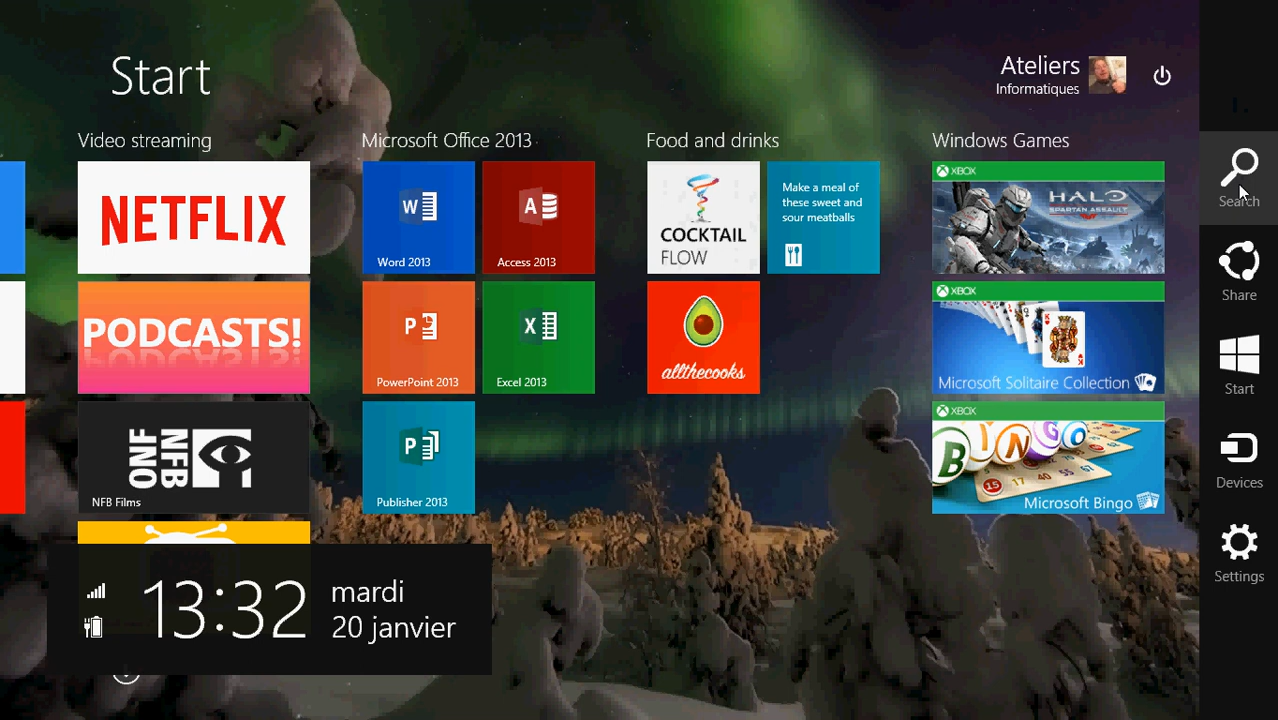 Start
Ateliers
Informatiques
Video streaming
NETFLIX
PODCASTS!
ONF
NFB
NFB Films
Microsoft Office 2013
W
Word 2013
A
Access 2013
P
PowerPoint 2013
X
Excel 2013
P
Publisher 2013
Food and drinks
COCKTAIL
FLOW
Make a meal of
these sweet and
sour meatballs
allthecooks
Windows Games
XBOX
HALO
SPARTAN ASSAULT
XBOX
K
Microsoft Solitaire Collection
XBOX
BINGO
15
Microsoft Bingo
Search
Share
Start
Devices
Settings
13:32
mardi
20 janvier